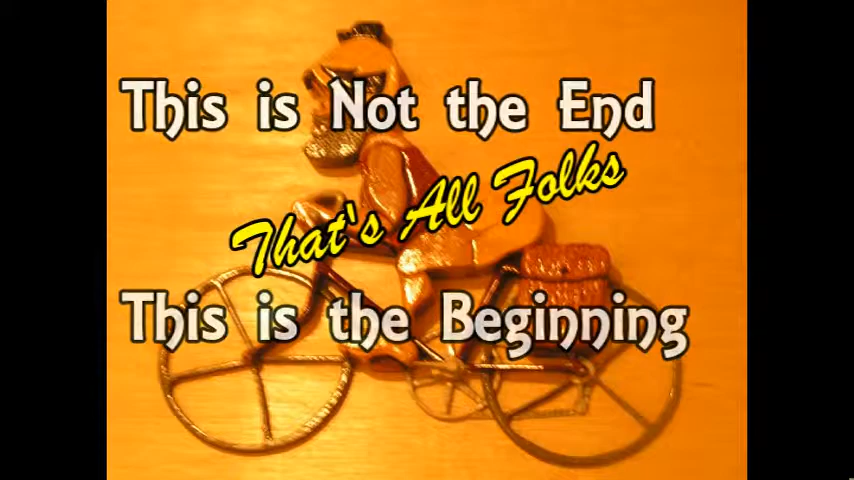 This is Not the End
That's All Folks
This is the Beginning